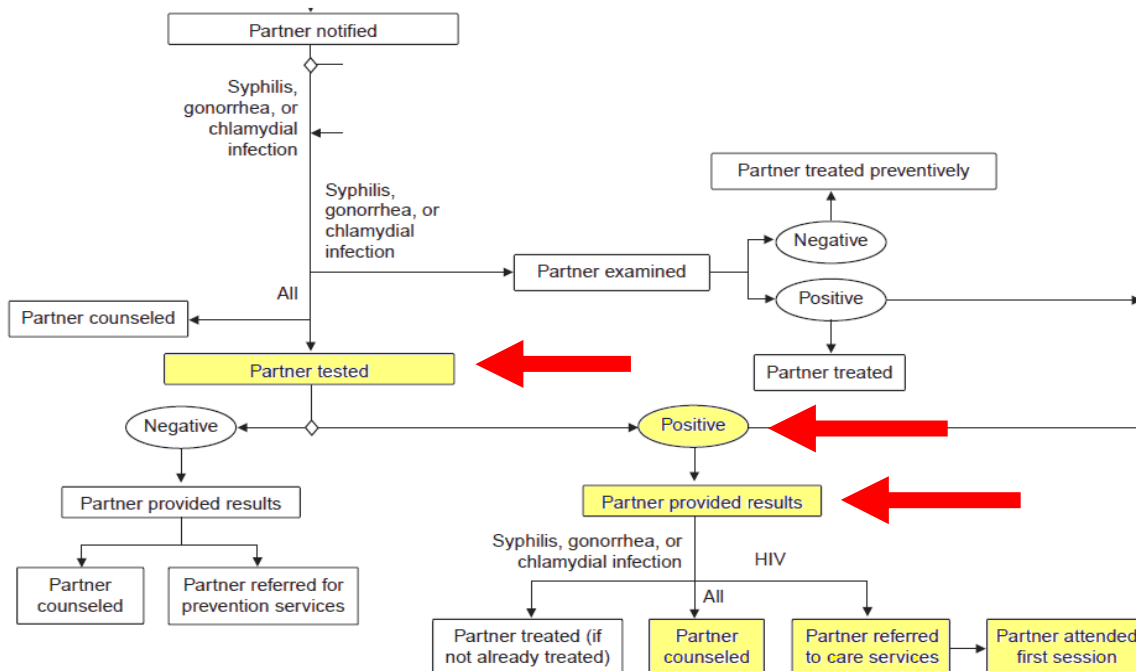 Partner notified
Syphilis,
gonorrhea, or
chlamydial
infection
Syphilis,
gonorrhea, or
chlamydial
infection
Partner treated preventively
Negative
Partner examined
Positive
All
Partner counseled
Partner treated
Partner tested
Negative
Positive
Partner provided results
Partner provided results
Syphilis, gonorrhea, or
chlamydial infection
HIV
All
Partner
counseled
Partner referred for
prevention services
Partner treated (if
not already treated)
Partner
counseled
Partner referred
to care services
Partner attended
first session